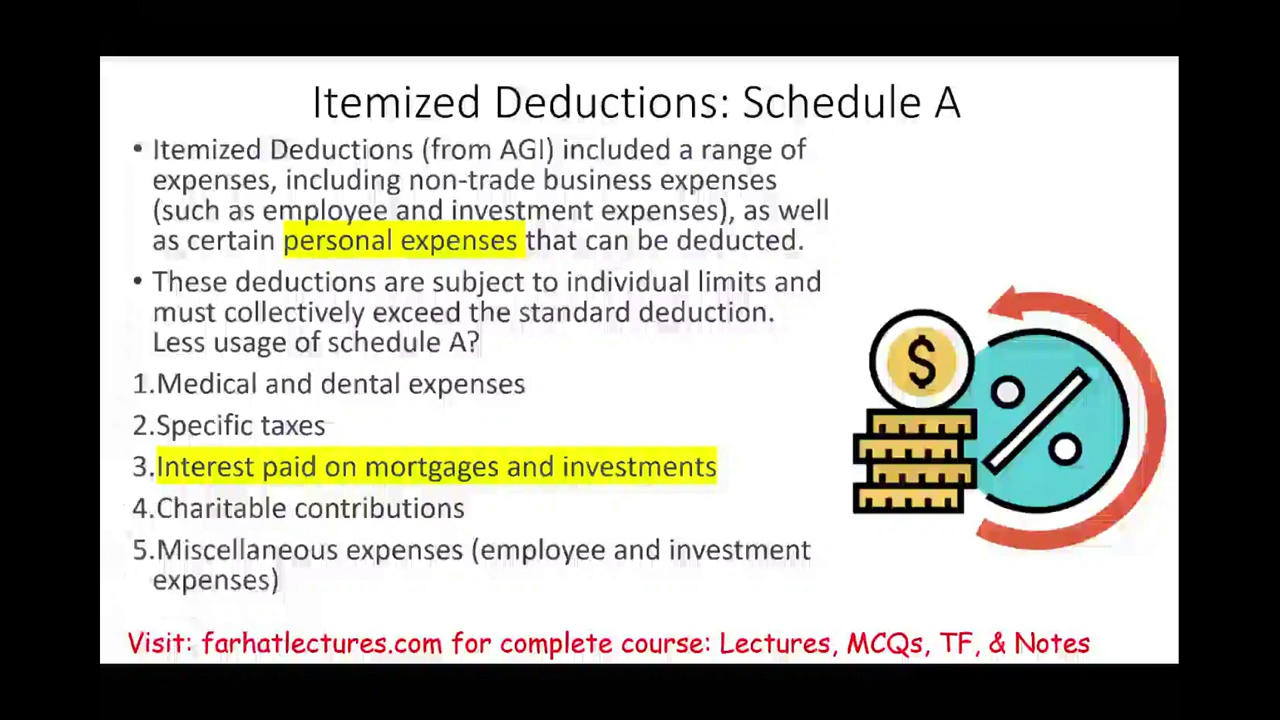 Itemized Deductions: Schedule A
• Itemized Deductions (from AGI) included a range of
expenses, including non-trade business expenses
(such as employee and investment expenses), as well
as certain personal expenses that can be deducted.
• These deductions are subject to individual limits and
must collectively exceed the standard deduction.
Less usage of schedule A?
1.Medical and dental expenses
2.Specific taxes
3.Interest paid on mortgages and investments
4.Charitable contributions
5.Miscellaneous expenses (employee and investment
expenses)
$
%
Visit: farhatlectures.com for complete course: Lectures, MCQs, TF, & Notes